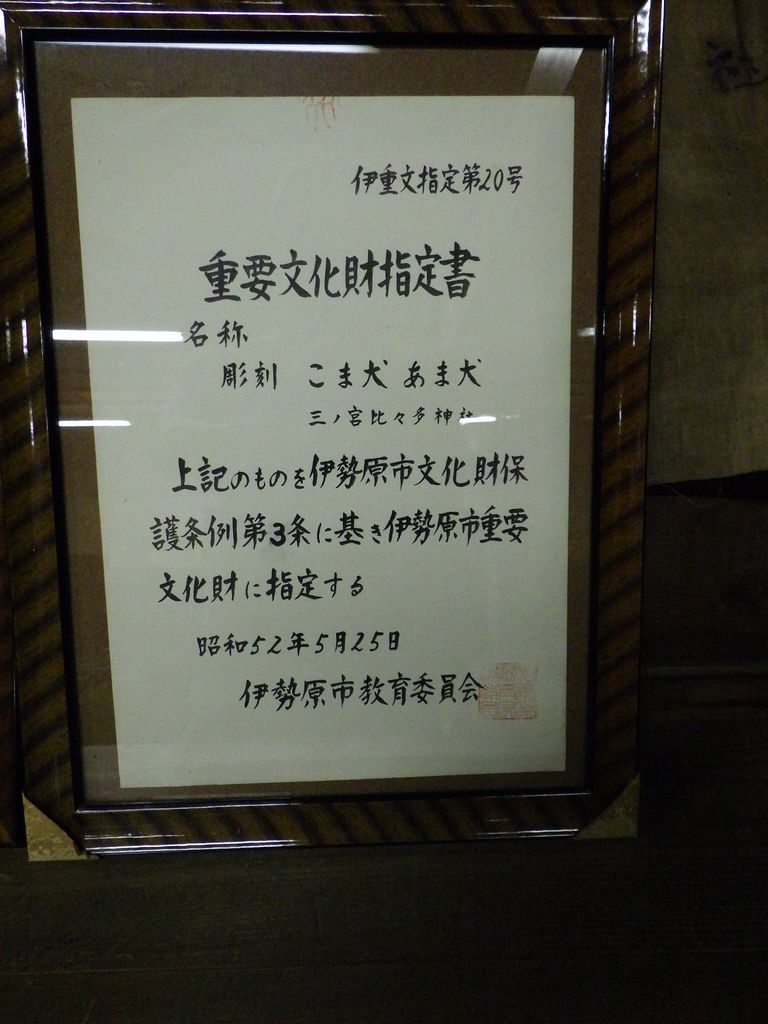 伊重文指定第20号
重要文化財指定書
名称
彫刻 こま犬 あま犬
三ノ宮比々多神社
上記のものを伊勢原市文化財保
護条例第3条に基き伊勢原市重要
文化財に指定する
昭和52年5月25日
伊勢原市教育委員会
社